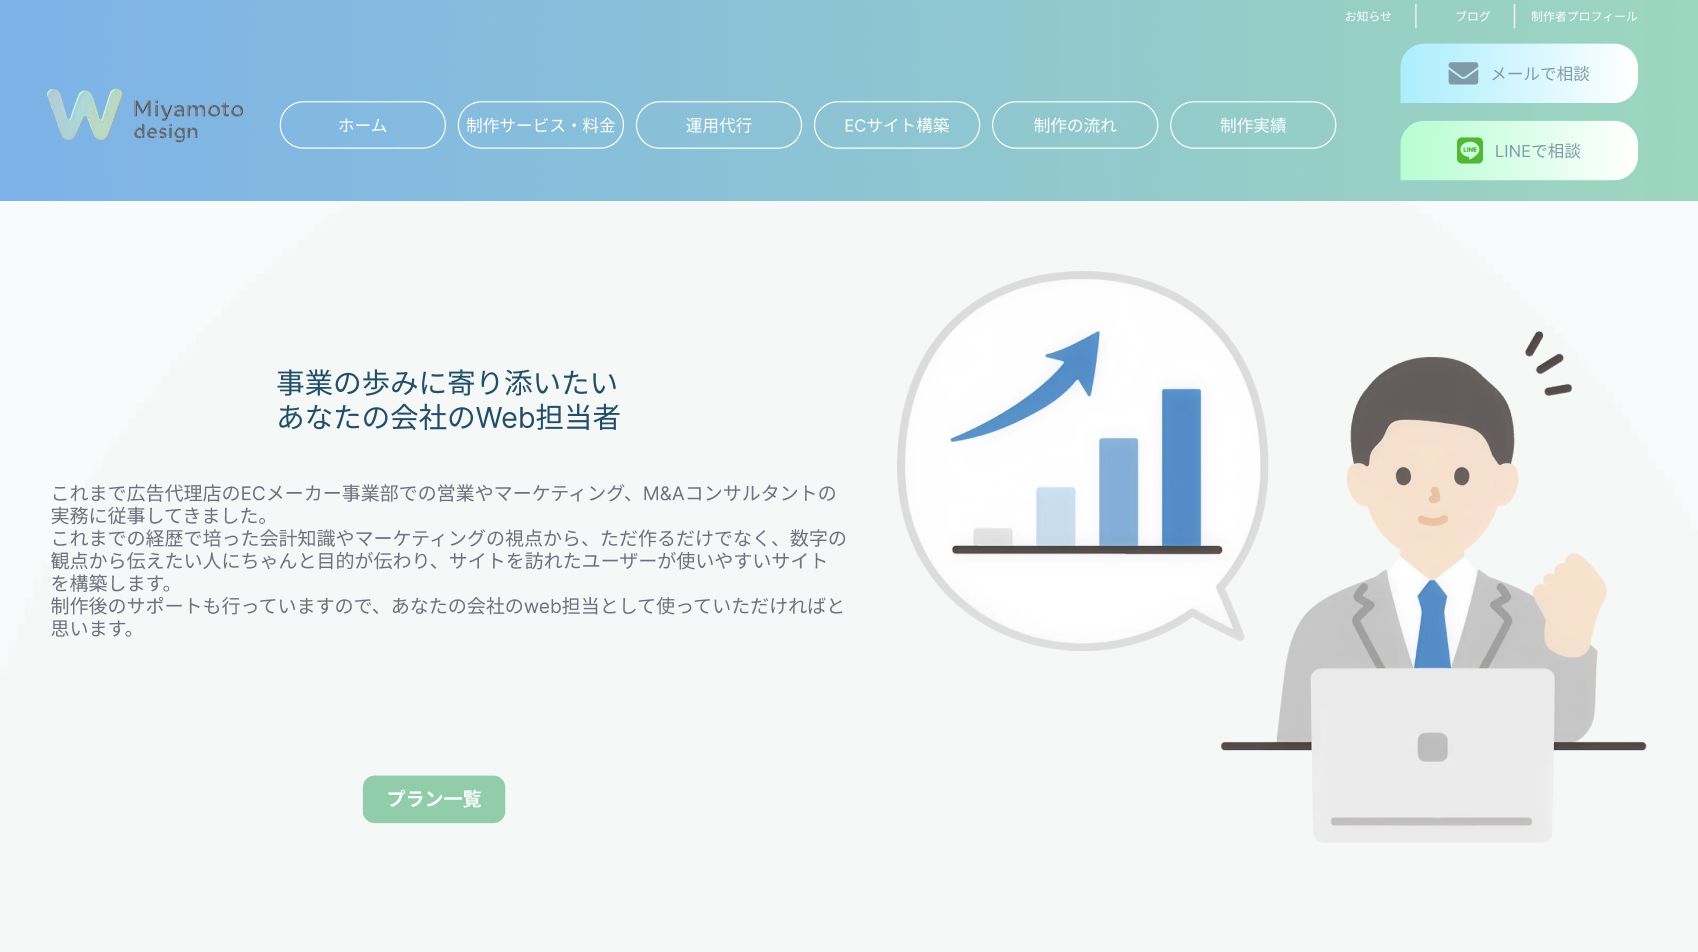 お知らせ
ブログ
制作者プロフィール
メールで相談
Miyamoto
design
ホーム
制作サービス・料金
運用代行
ECサイト構築
制作の流れ
制作実績
LINE
LINEで相談
事業の歩みに寄り添いたい
あなたの会社のWeb担当者
これまで広告代理店のECメーカー事業部での営業やマーケティング、M&Aコンサルタントの
実務に従事してきました。
これまでの経歴で培った会計知識やマーケティングの視点から、ただ作るだけでなく、数字の
観点から伝えたい人にちゃんと目的が伝わり、サイトを訪れたユーザーが使いやすいサイト
を構築します。
制作後のサポートも行っていますので、あなたの会社のweb担当として使っていただければと
思います。
プラン一覧